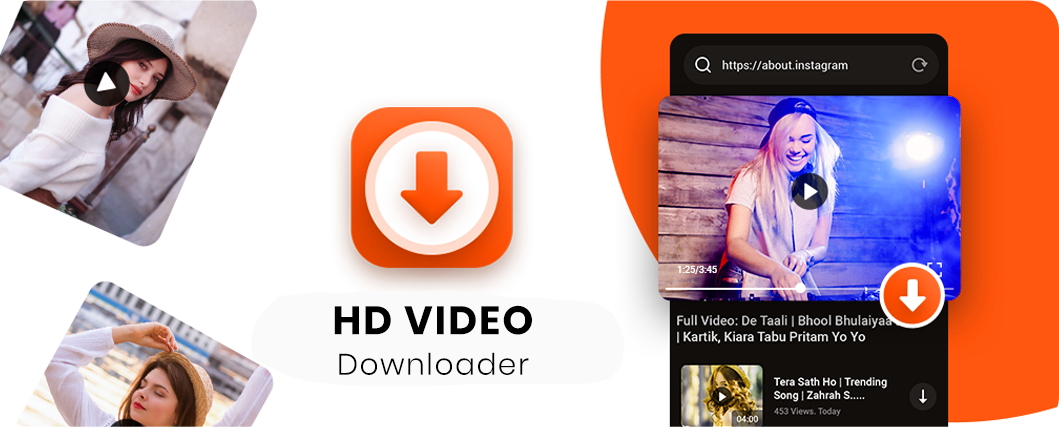 HD VIDEO
Downloader
https://about.instagram
1:25/3:45
Full Video: De Taali | Bhool Bhulaiyaa
| Kartik, Kiara Tabu Pritam Yo Yo
Tera Sath Ho | Trending
Song | Zahrah S.....
453 Views. Today
04:00